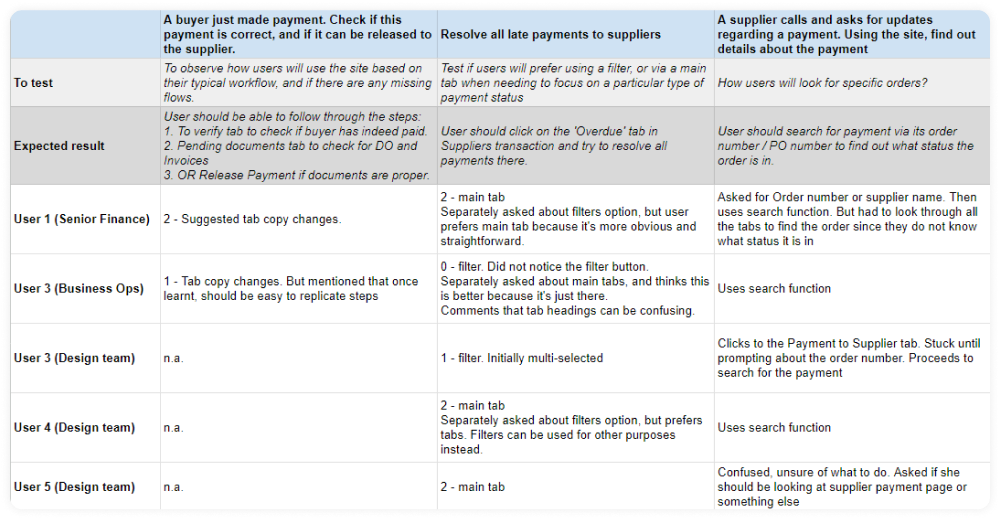 A buyer just made payment. Check if this
payment is correct, and if it can be released to
the supplier.
Resolve all late payments to suppliers
A supplier calls and asks for updates
regarding a payment. Using the site, find out
details about the payment
To test
To observe how users will use the site based on
their typical workflow, and if there are any missing
flows.
Test if users will prefer using a filter, or via a main
tab when needing to focus on a particular type of
payment status
How users will look for specific orders?
Expected result
User should be able to follow through the steps:
1. To verify tab to check if buyer has indeed paid.
2. Pending documents tab to check for DO and
Invoices
3. OR Release Payment if documents are proper.
User should click on the 'Overdue' tab in
Suppliers transaction and try to resolve all
payments there.
User should search for payment via its order
number / PO number to find out what status the
order is in.
User 1 (Senior Finance)
2 - Suggested tab copy changes.
2 - main tab
Separately asked about filters option, but user
prefers main tab because it's more obvious and
straightforward.
Asked for Order number or supplier name. Then
uses search function. But had to look through all
the tabs to find the order since they do not know
what status it is in
User 3 (Business Ops)
1 - Tab copy changes. But mentioned that once
learnt, should be easy to replicate steps
0 - filter. Did not notice the filter button.
Separately asked about main tabs, and thinks this
is better because it's just there.
Comments that tab headings can be confusing.
Uses search function
User 3 (Design team)
n.a.
1 - filter. Initially multi-selected
Clicks to the Payment to Supplier tab. Stuck until
prompting about the order number. Proceeds to
search for the payment
User 4 (Design team)
n.a.
2 - main tab
Separately asked about filters option, but prefers
tabs. Filters can be used for other purposes
instead.
Uses search function
User 5 (Design team)
n.a.
2 - main tab
Confused, unsure of what to do. Asked if she
should be looking at supplier payment page or
something else